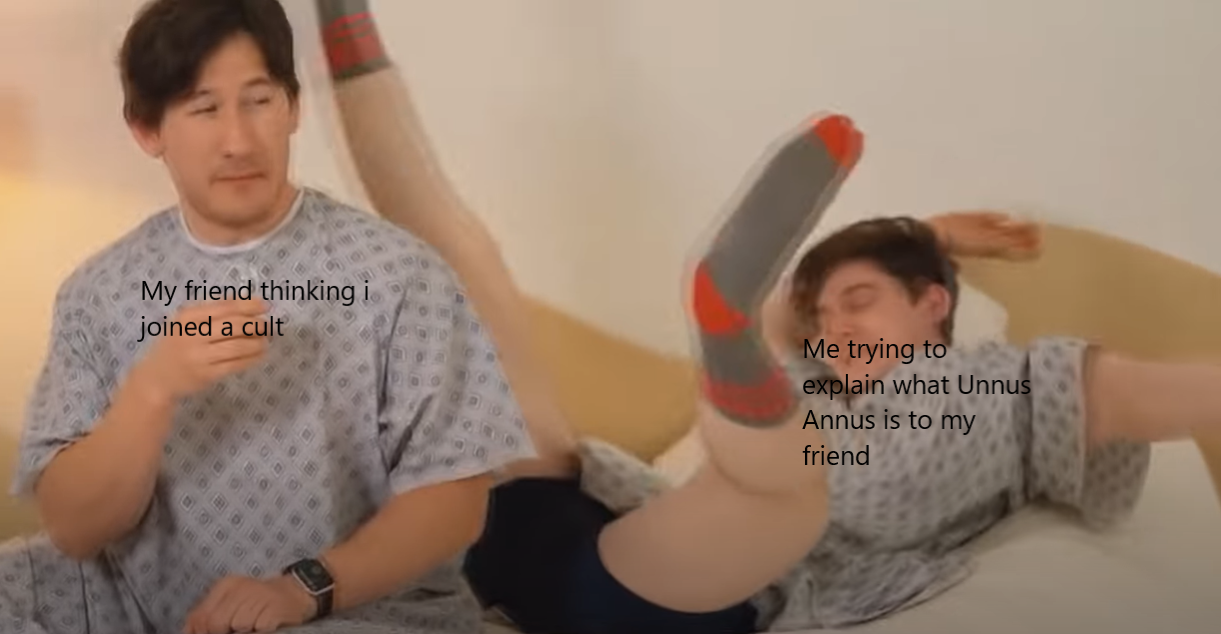 My friend thinking i
joined a cult
Me trying to
explain what Unnus
Annus is to my
friend